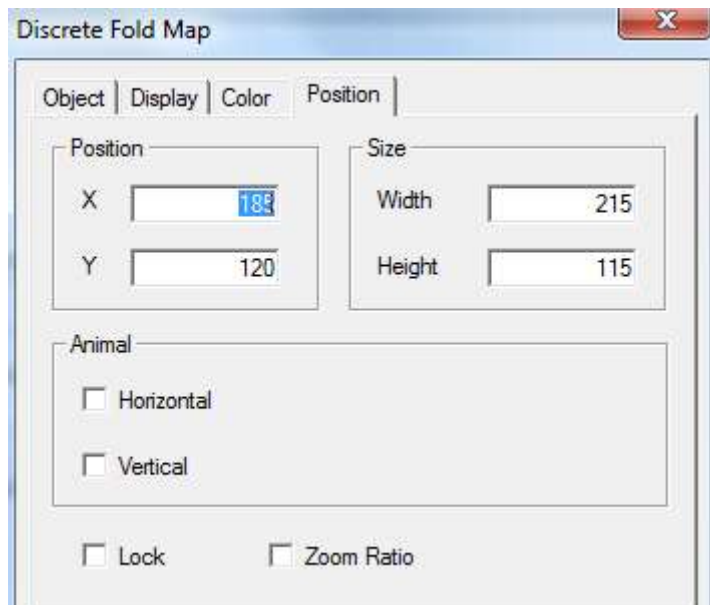 Discrete Fold Map
Object Display Color Position
Position Size
X 185 Width 215
Y 120 Height 115
Animal
Horizontal
Vertical
Lock Zoom Ratio